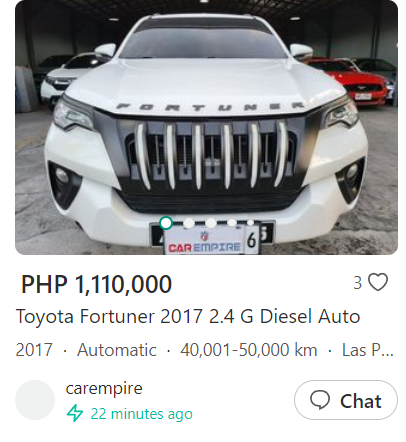 FORTUNER
CAR EMPIRE 6
PHP 1,110,000
3
Toyota Fortuner 2017 2.4 G Diesel Auto
2017 · Automatic · 40,001-50,000 km · Las P...
carempire
22 minutes ago
Chat